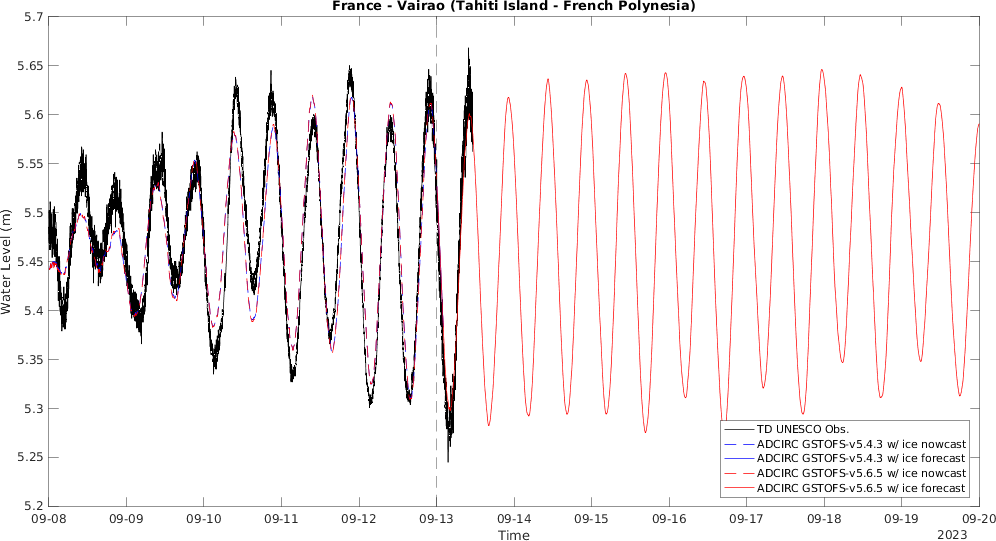 France - Vairao (Tahiti Island - French Polynesia)
5.7
5.65
5.6
5.55
5.5
5.45
5.4
5.35
5.3
5.25
5.2
Water Level (m)
TD UNESCO Obs.
ADCIRC GSTOFS-v5.4.3 w/ ice nowcast
ADCIRC GSTOFS-v5.4.3 w/ ice forecast
ADCIRC GSTOFS-v5.6.5 w/ ice nowcast
ADCIRC GSTOFS-v5.6.5 w/ ice forecast
09-08 09-09 09-10 09-11 09-12 09-13 09-14 09-15 09-16 09-17 09-18 09-19 09-20
Time
2023